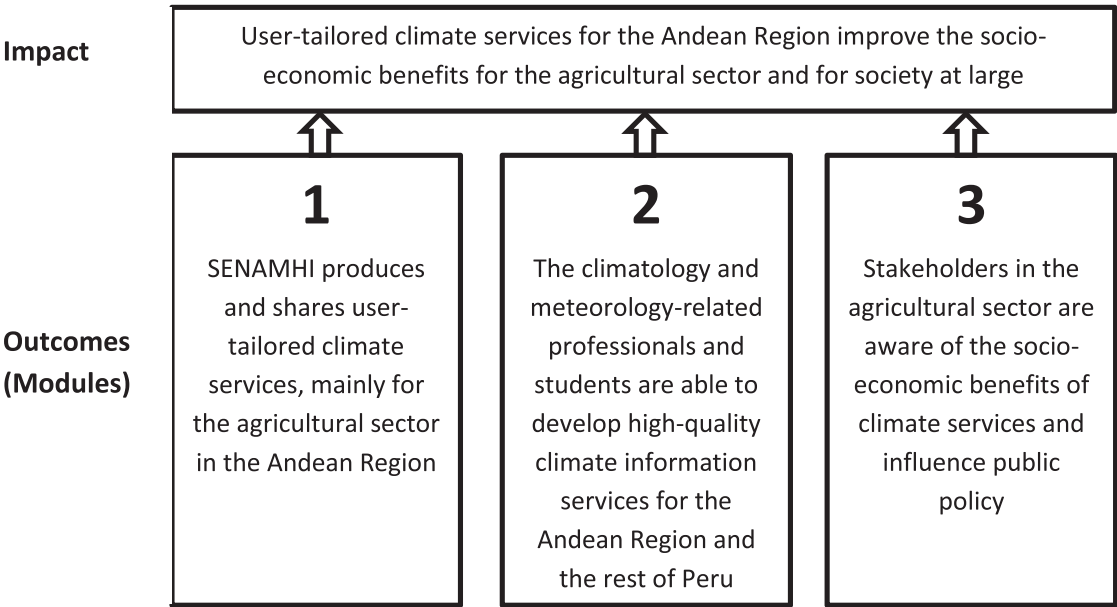 Impact
User-tailored climate services for the Andean Region improve the socio-
economic benefits for the agricultural sector and for society at large
Outcomes
(Modules)
1
SENAMHI produces
and shares user-
tailored climate
services, mainly for
the agricultural sector
in the Andean Region
2
The climatology and
meteorology-related
professionals and
students are able to
develop high-quality
climate information
services for the
Andean Region and
the rest of Peru
3
Stakeholders in the
agricultural sector are
aware of the socio-
economic benefits of
climate services and
influence public
policy